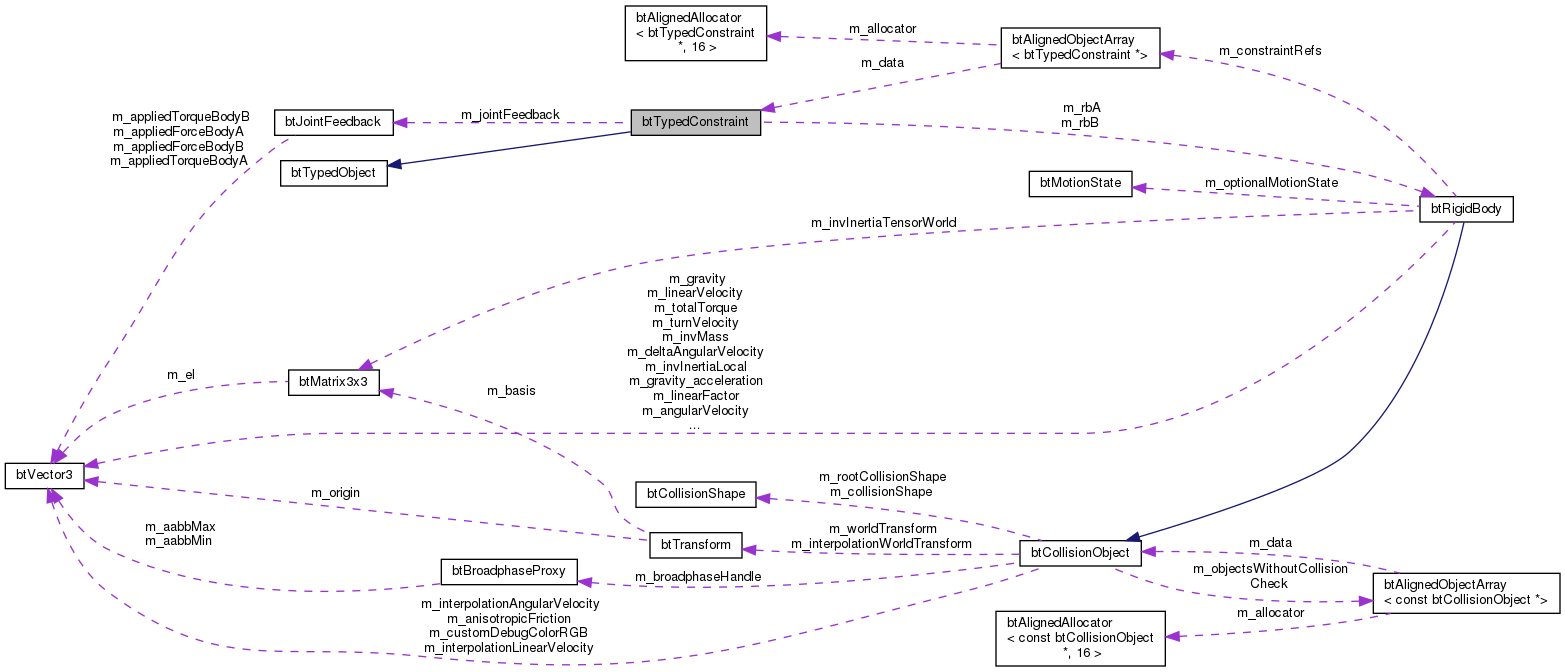 btAlignedAllocator
< btTypedConstraint
*, 16 >
m_allocator
btAlignedObjectArray
< btTypedConstraint *>
m_constraintRefs
m_data
m_appliedTorqueBodyB
m_appliedForceBodyA
m_appliedForceBodyB
m_appliedTorqueBodyA
btJointFeedback
m_jointFeedback
btTypedConstraint
m_rbA
m_rbB
btTypedObject
btMotionState
m_optionalMotionState
btRigidBody
m_invInertiaTensorWorld
m_gravity
m_linearVelocity
m_totalTorque
m_turnVelocity
m_invMass
m_deltaAngularVelocity
m_invInertiaLocal
m_gravity_acceleration
m_linearFactor
m_angularVelocity
...
m_el
btMatrix3x3
m_basis
btVector3
m_origin
btCollisionShape
m_rootCollisionShape
m_collisionShape
m_aabbMax
m_aabbMin
btTransform
m_worldTransform
m_interpolationWorldTransform
btCollisionObject
m_data
btBroadphaseProxy
m_broadphaseHandle
m_objectsWithoutCollision
Check
btAlignedObjectArray
< const btCollisionObject *>
m_interpolationAngularVelocity
m_anisotropicFriction
m_customDebugColorRGB
m_interpolationLinearVelocity
btAlignedAllocator
< const btCollisionObject
*, 16 >
m_allocator